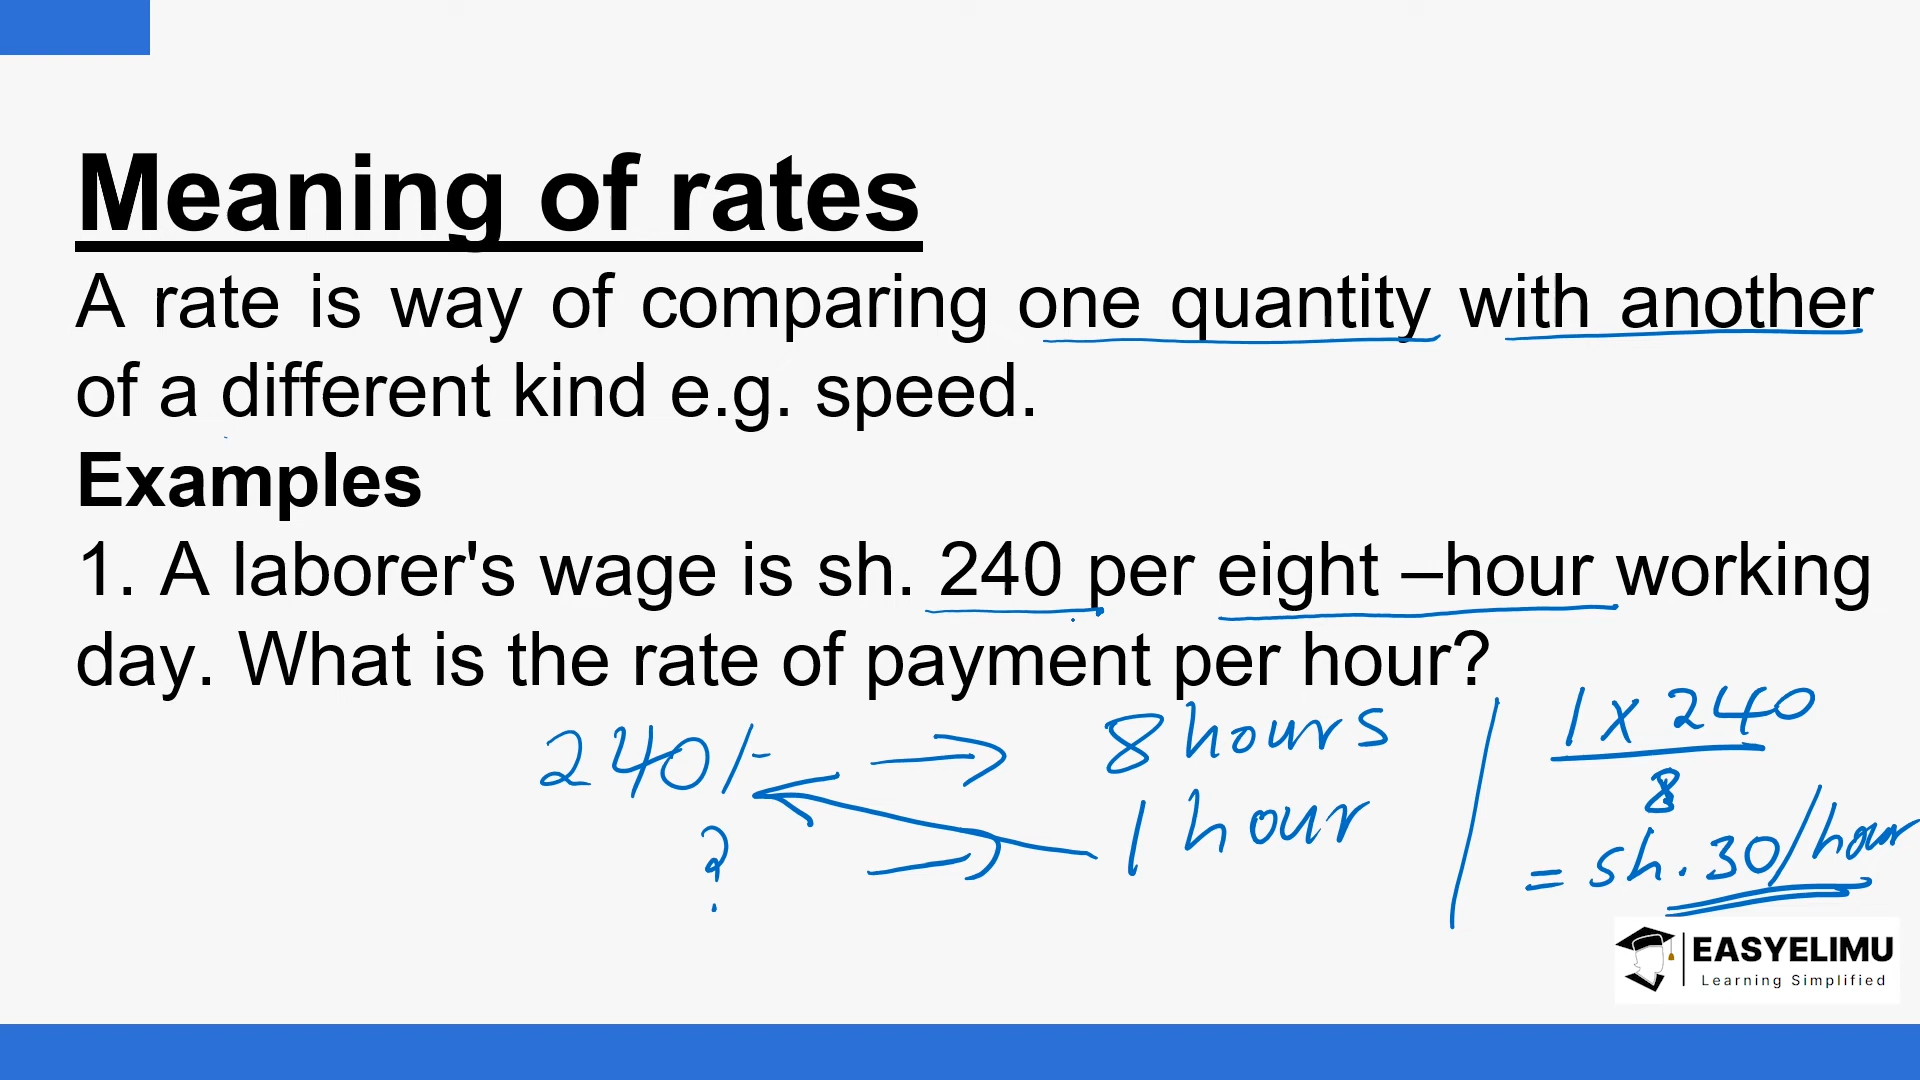 Meaning of rates
A rate is way of comparing one quantity with another
of a different kind e.g. speed.
Examples
1. A laborer's wage is sh. 240 per eight –hour working
day. What is the rate of payment per hour?
240/- → 8 hours
? → 1 hour
1 x 240
8
= sh. 30/hour
EASYELIMU
Learning Simplified